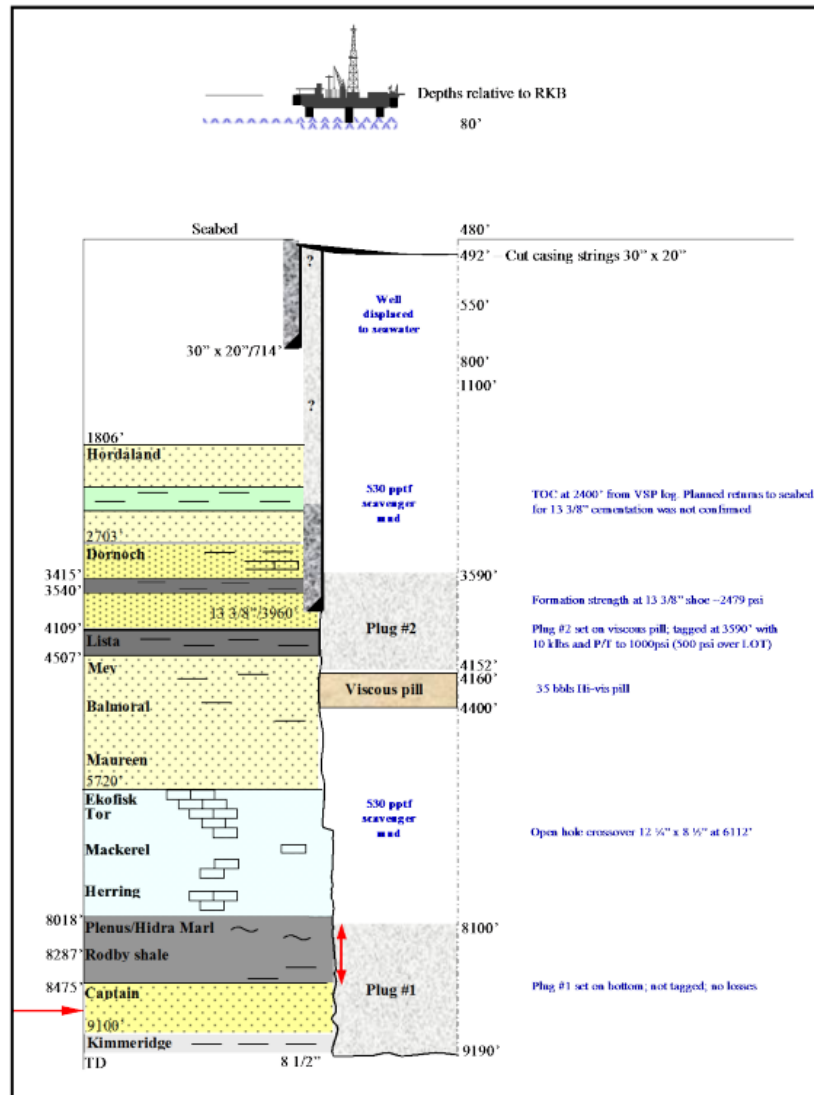 Depths relative to RKB
80’
Seabed
480’
492’ – Cut casing strings 30” x 20”
?
Well
displaced
to seawater
550’
30” x 20”/714’
800’
1100’
?
1806’
Hordaland
530 pptf
scavenger
mud
TOC at 2400’ from VSP log. Planned returns to seabed
for 13 3/8” cementation was not confirmed
2703
Dornoch
3415’
3590’
3540’
13 3/8”/3960’
Formation strength at 13 3/8” shoe ~2479 psi
Plug #2
4109’
Lista
Plug #2 set on viscous pill; tagged at 3590’ with
10 klbs and P/T to 1000psi (500 psi over LOT)
4507’
4152’
Mey
4160’
Viscous pill
35 bbls Hi-vis pill
Balmoral
4400’
Maureen
5720’
Ekofisk
Tor
530 pptf
scavenger
mud
Open hole crossover 12 ¼” x 8 ½” at 6112’
Mackerel
Herring
8018’
Plenus/Hidra Marl
8100’
8287’
Rodby shale
8475’
Captain
Plug #1
Plug #1 set on bottom; not tagged; no losses
9100’
Kimmeridge
9190’
TD
8 1/2”